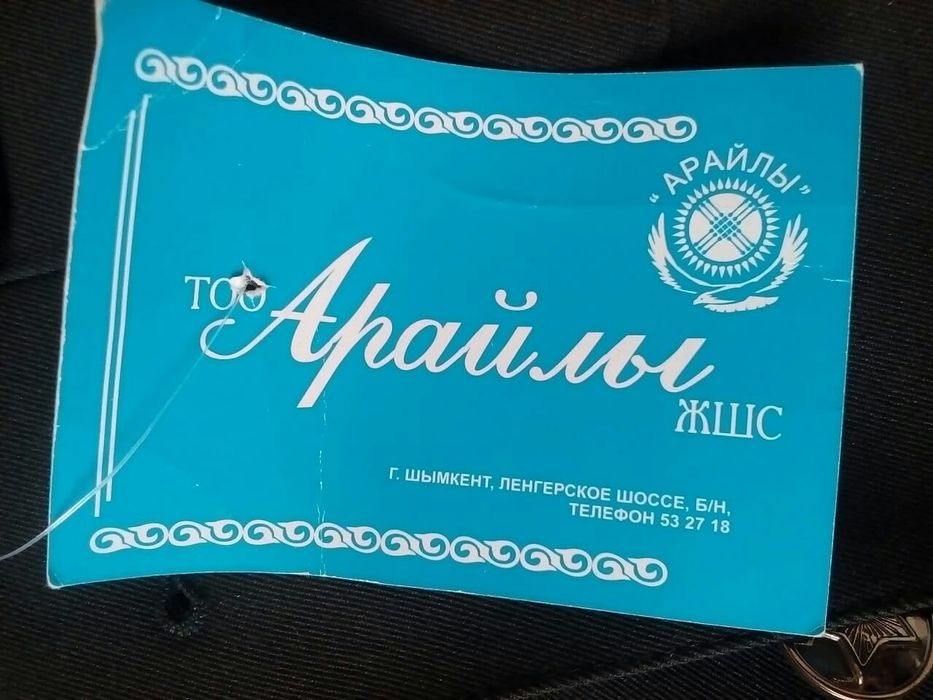 "АРАЙЛЫ"
ТОО Арайлы
ЖШС
Г. ШЫМКЕНТ, ЛЕНГЕРСКОЕ ШОССЕ, Б/Н,
ТЕЛЕФОН 53 27 18